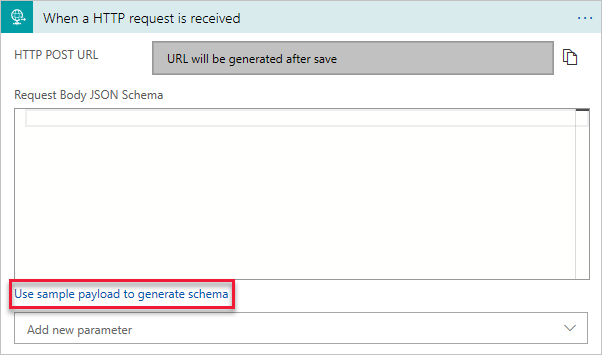 When a HTTP request is received
HTTP POST URL
URL will be generated after save
Request Body JSON Schema
Use sample payload to generate schema
Add new parameter